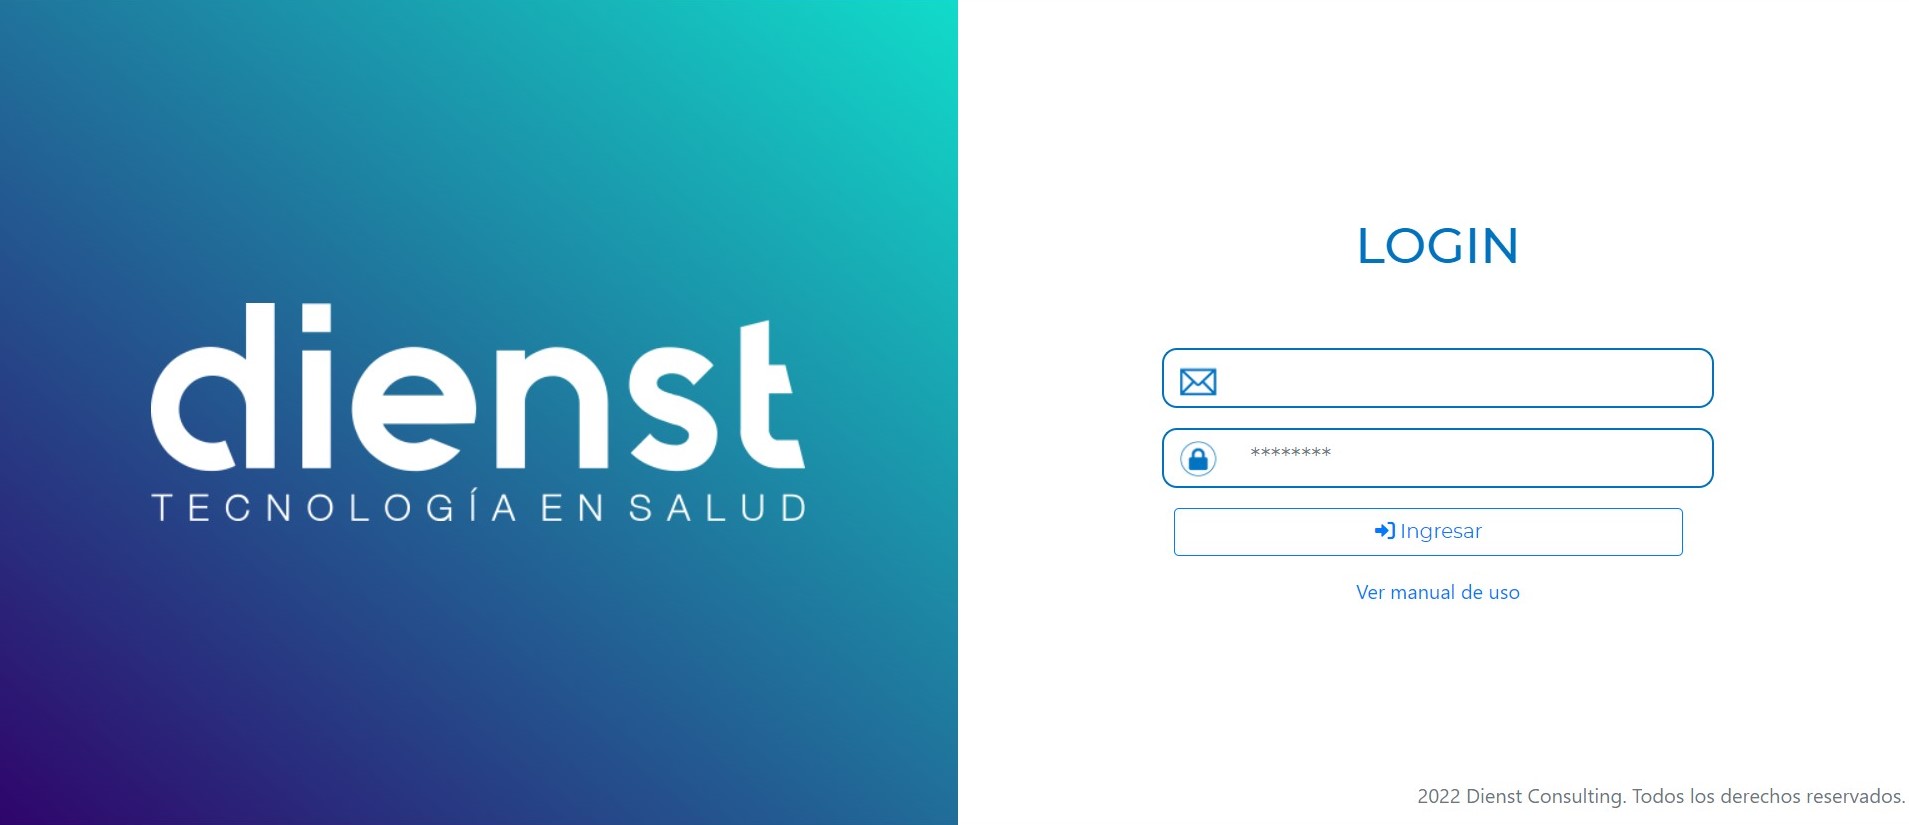 dienst
TECNOLOGÍA EN SALUD
LOGIN
********
Ingresar
Ver manual de uso
2022 Dienst Consulting. Todos los derechos reservados.